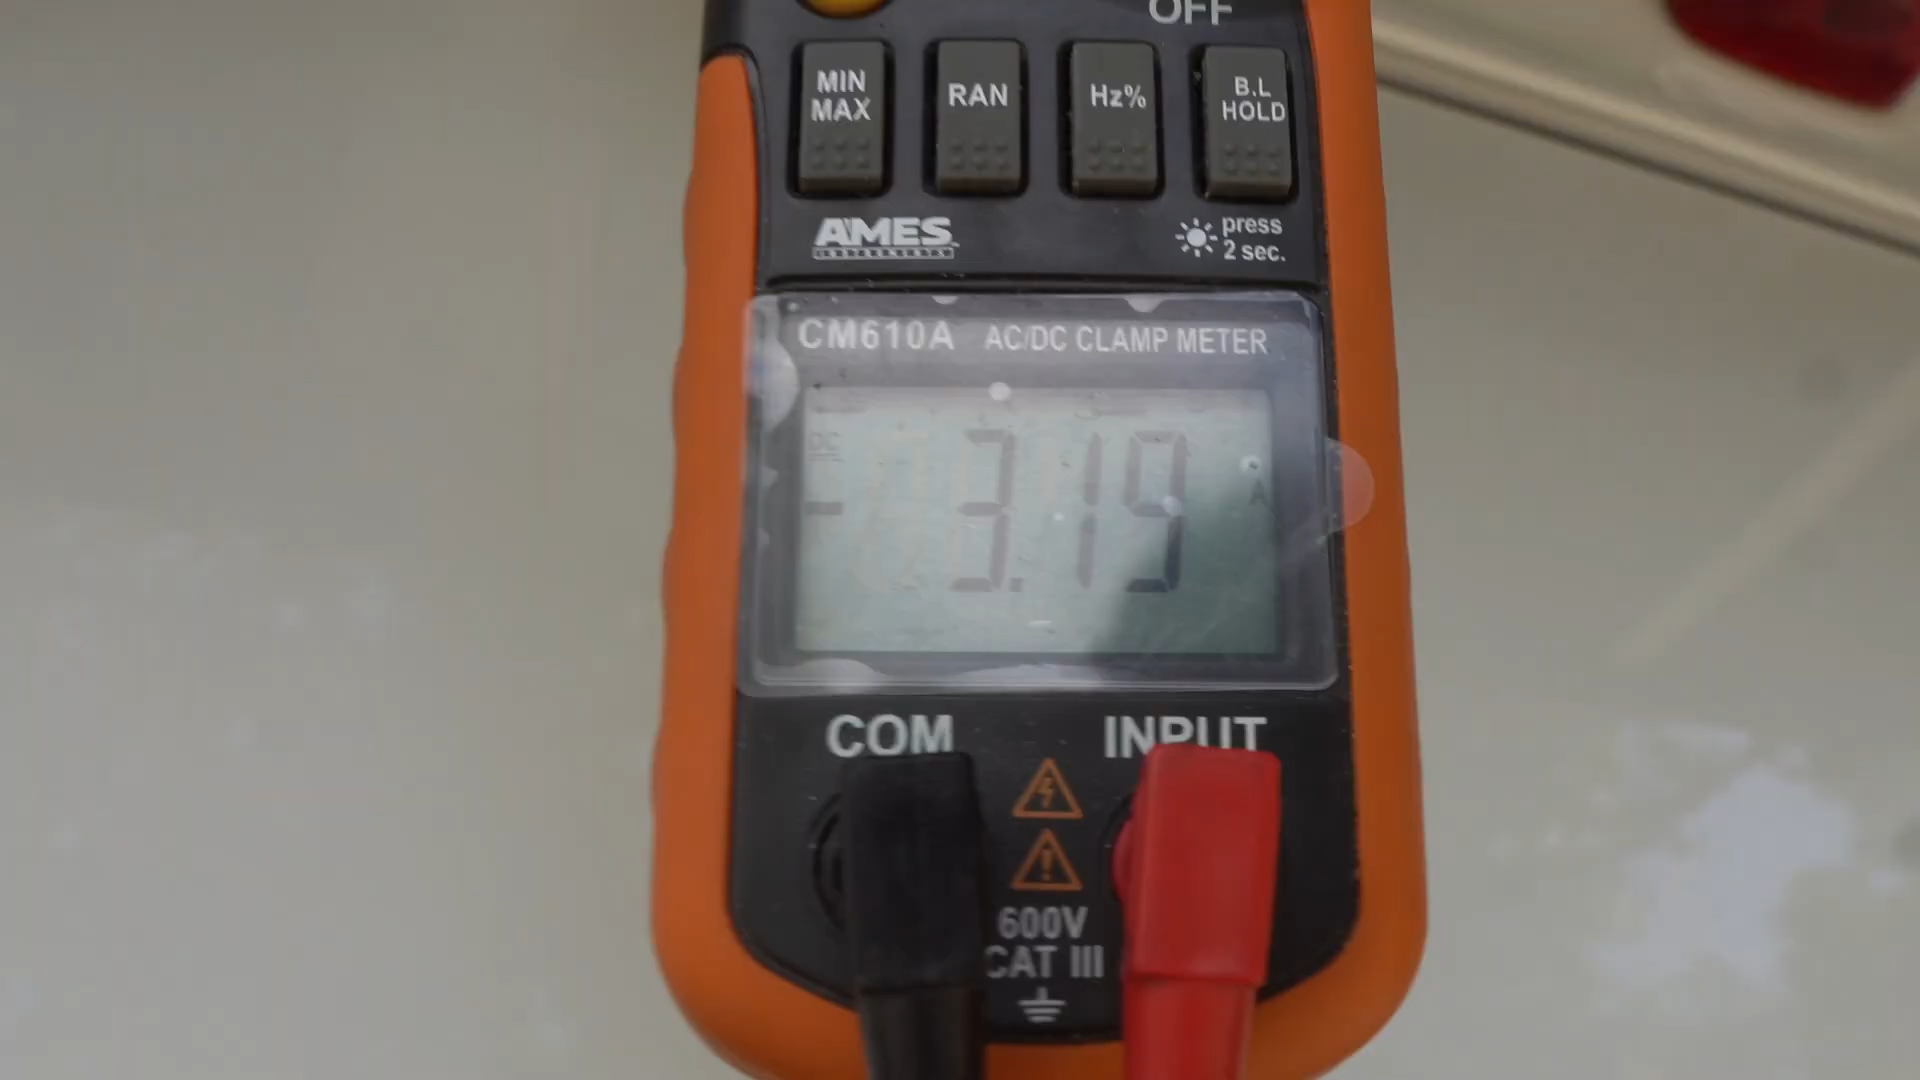 OFF
MIN MAX
RAN
Hz%
B.L HOLD
AMES
INSTRUMENTS
press
2 sec.
CM610A AC/DC CLAMP METER
DC
- 3.19 A
COM INPUT
600V
CAT III